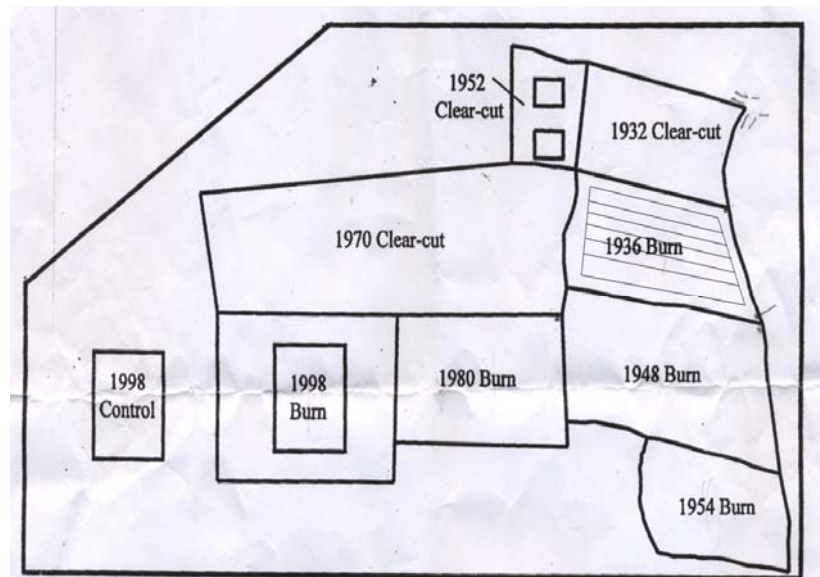 1952
Clear-cut
1932 Clear-cut
1970 Clear-cut
1936 Burn
1998
Control
1998
Burn
1980 Burn
1948 Burn
1954 Burn